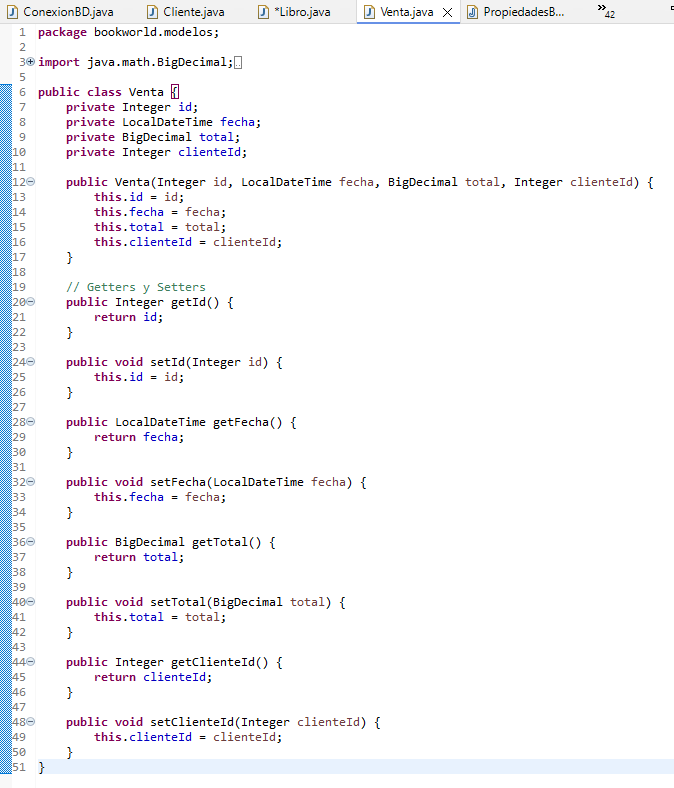 ConexionBD.java Cliente.java *Libro.java Venta.java PropiedadesB... 42
1 package bookworld.modelos;
2
3 import java.math.BigDecimal;
5
6 public class Venta {
7     private Integer id;
8     private LocalDateTime fecha;
9     private BigDecimal total;
10     private Integer clienteId;
11
12     public Venta(Integer id, LocalDateTime fecha, BigDecimal total, Integer clienteId) {
13         this.id = id;
14         this.fecha = fecha;
15         this.total = total;
16         this.clienteId = clienteId;
17     }
18
19     // Getters y Setters
20     public Integer getId() {
21         return id;
22     }
23
24     public void setId(Integer id) {
25         this.id = id;
26     }
27
28     public LocalDateTime getFecha() {
29         return fecha;
30     }
31
32     public void setFecha(LocalDateTime fecha) {
33         this.fecha = fecha;
34     }
35
36     public BigDecimal getTotal() {
37         return total;
38     }
39
40     public void setTotal(BigDecimal total) {
41         this.total = total;
42     }
43
44     public Integer getClienteId() {
45         return clienteId;
46     }
47
48     public void setClienteId(Integer clienteId) {
49         this.clienteId = clienteId;
50     }
51 }